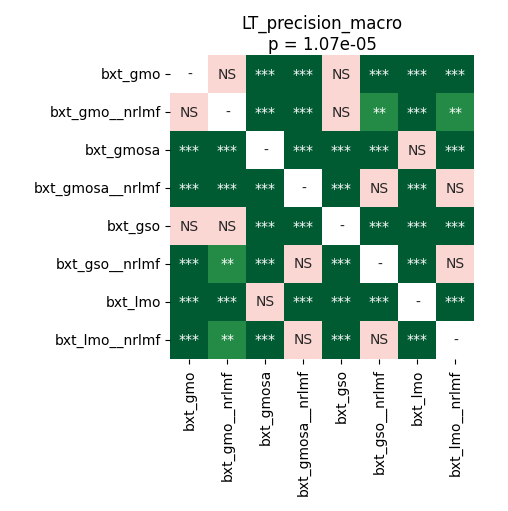 LT_precision_macro
p = 1.07e-05
bxt_gmo - NS *** *** NS *** *** ***
bxt_gmo__nrlmf NS - *** *** NS ** *** **
bxt_gmosa *** *** - *** *** *** NS ***
bxt_gmosa__nrlmf *** *** *** - *** NS *** NS
bxt_gso NS NS *** *** - *** *** ***
bxt_gso__nrlmf *** ** *** NS *** - *** NS
bxt_lmo *** *** NS *** *** *** - ***
bxt_lmo__nrlmf *** ** *** NS *** NS *** -
bxt_gmo
bxt_gmo__nrlmf
bxt_gmosa
bxt_gmosa__nrlmf
bxt_gso
bxt_gso__nrlmf
bxt_lmo
bxt_lmo__nrlmf